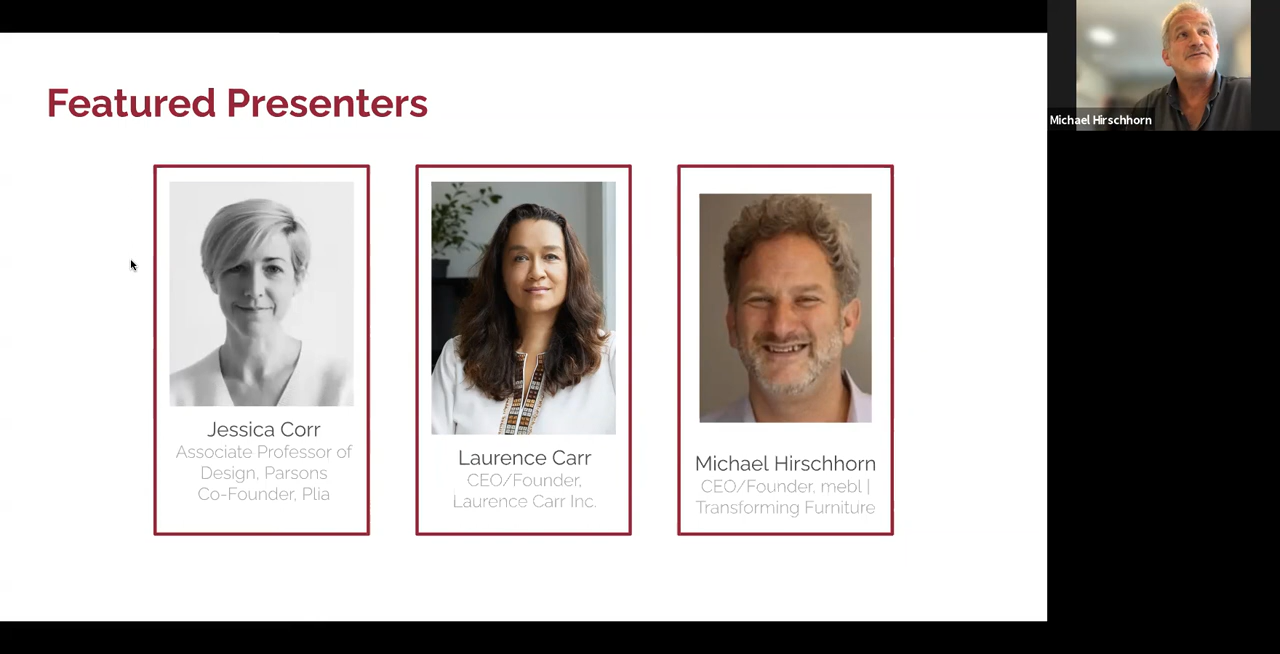 Featured Presenters
Jessica Corr
Associate Professor of
Design, Parsons
Co-Founder, Plia
Laurence Carr
CEO/Founder,
Laurence Carr Inc.
Michael Hirschhorn
CEO/Founder, mebl |
Transforming Furniture
Michael Hirschhorn